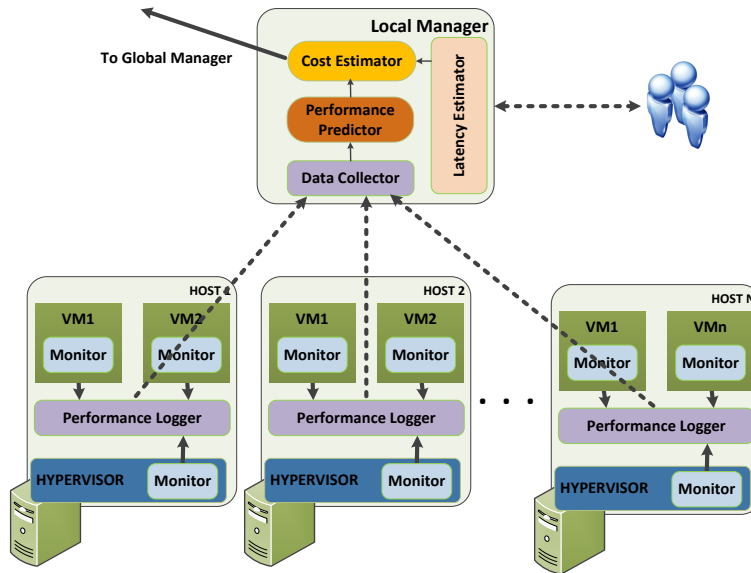 Local Manager
To Global Manager
Cost Estimator
Performance
Predictor
Latency Estimator
Data Collector
HOST 1
VM1
VM2
Monitor
Monitor
Performance Logger
HYPERVISOR
Monitor
HOST 2
VM1
VM2
Monitor
Monitor
Performance Logger
HYPERVISOR
Monitor
. . .
HOST N
VM1
VMn
Monitor
Monitor
Performance Logger
HYPERVISOR
Monitor